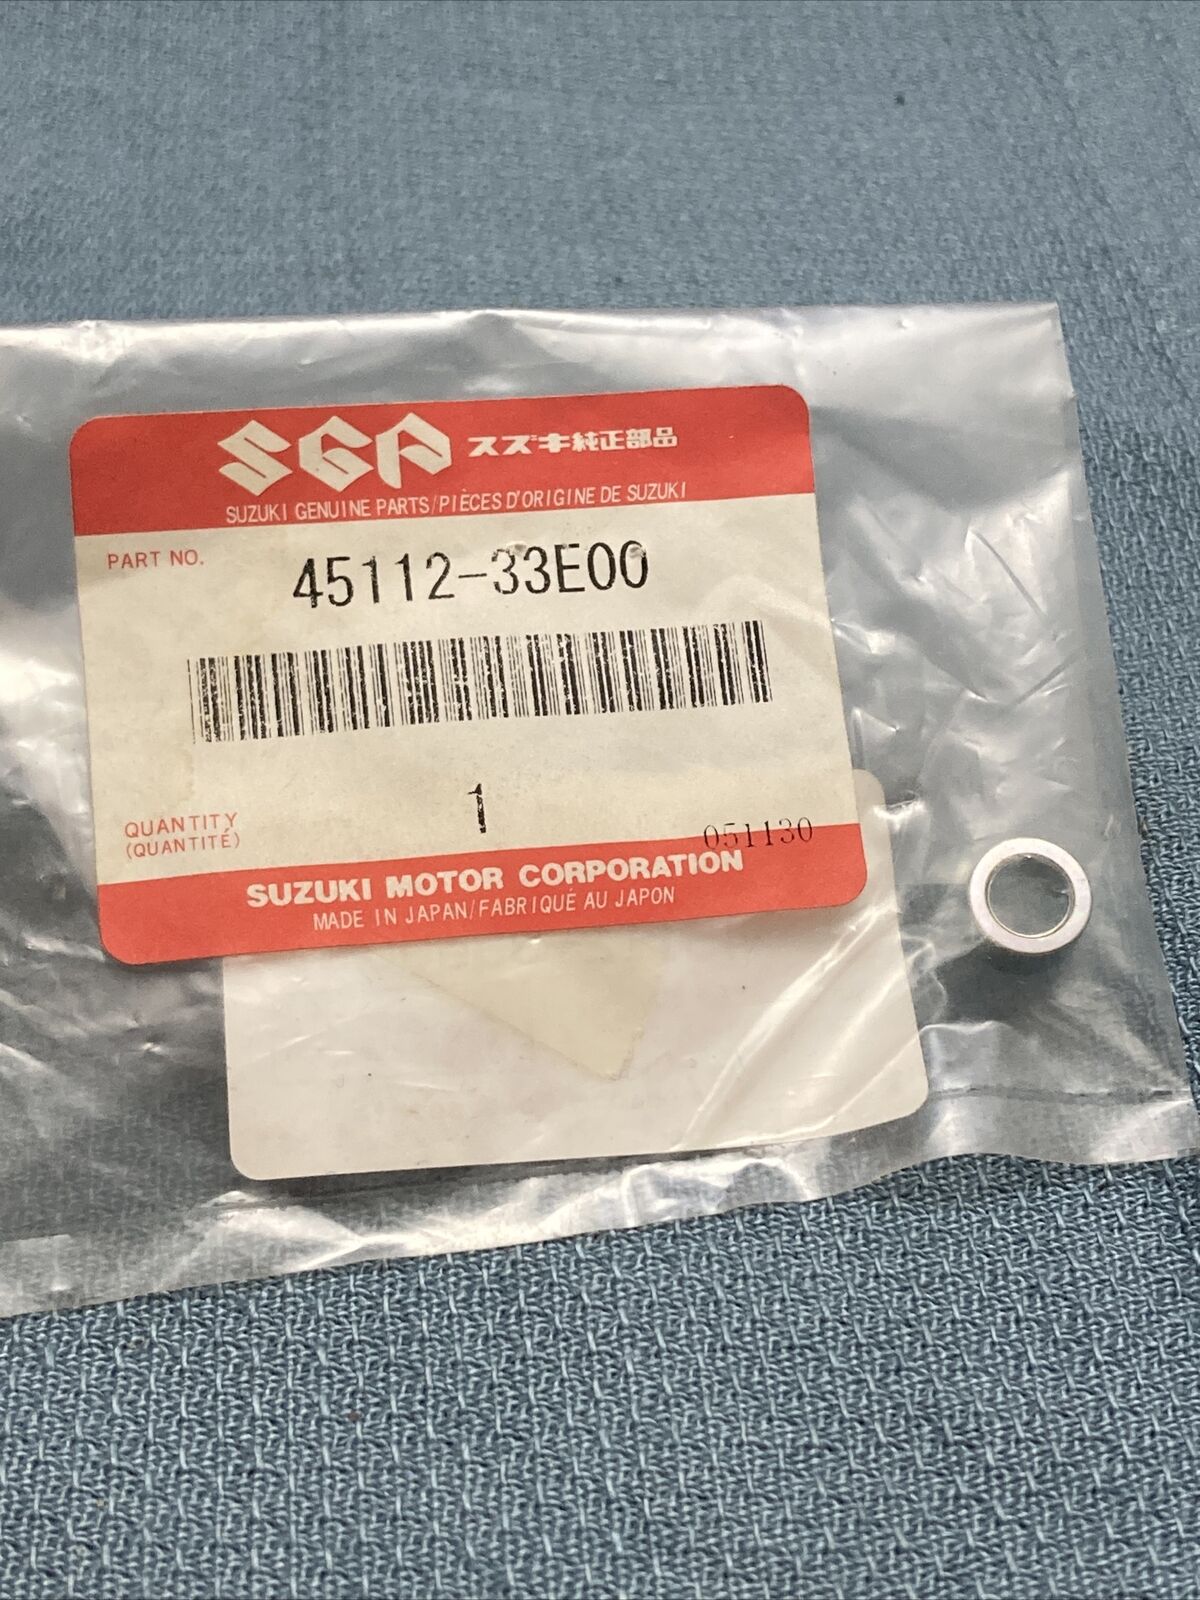 SGP スズキ純正部品
SUZUKI GENUINE PARTS/PIÈCES D'ORIGINE DE SUZUKI
PART NO. 45112-33E00
QUANTITY 1
(QUANTITÉ)
051130
SUZUKI MOTOR CORPORATION
MADE IN JAPAN/FABRIQUÉ AU JAPON